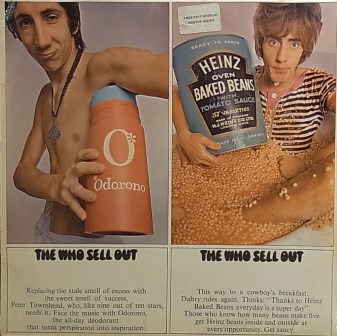 READY TO SERVE
HEINZ
OVEN
BAKED BEANS
WITH
TOMATO SAUCE
57 VARIETIES
H.J. HEINZ CO. LTD.
O
Odorono
THE WHO SELL OUT
Replacing the stale smell of excess with
the sweet smell of success,
Peter Townshend, who, like nine out of ten stars,
needs it. Face the music with Odorono,
the all-day deodorant
that turns perspiration into inspiration.
THE WHO SELL OUT
This way to a cowboy's breakfast.
Daltry rides again. Thinks: "Thanks to Heinz
Baked Beans everyday is a super day".
Those who know how many beans make five
get Heinz beans inside and outside at
every opportunity. Get saucy.